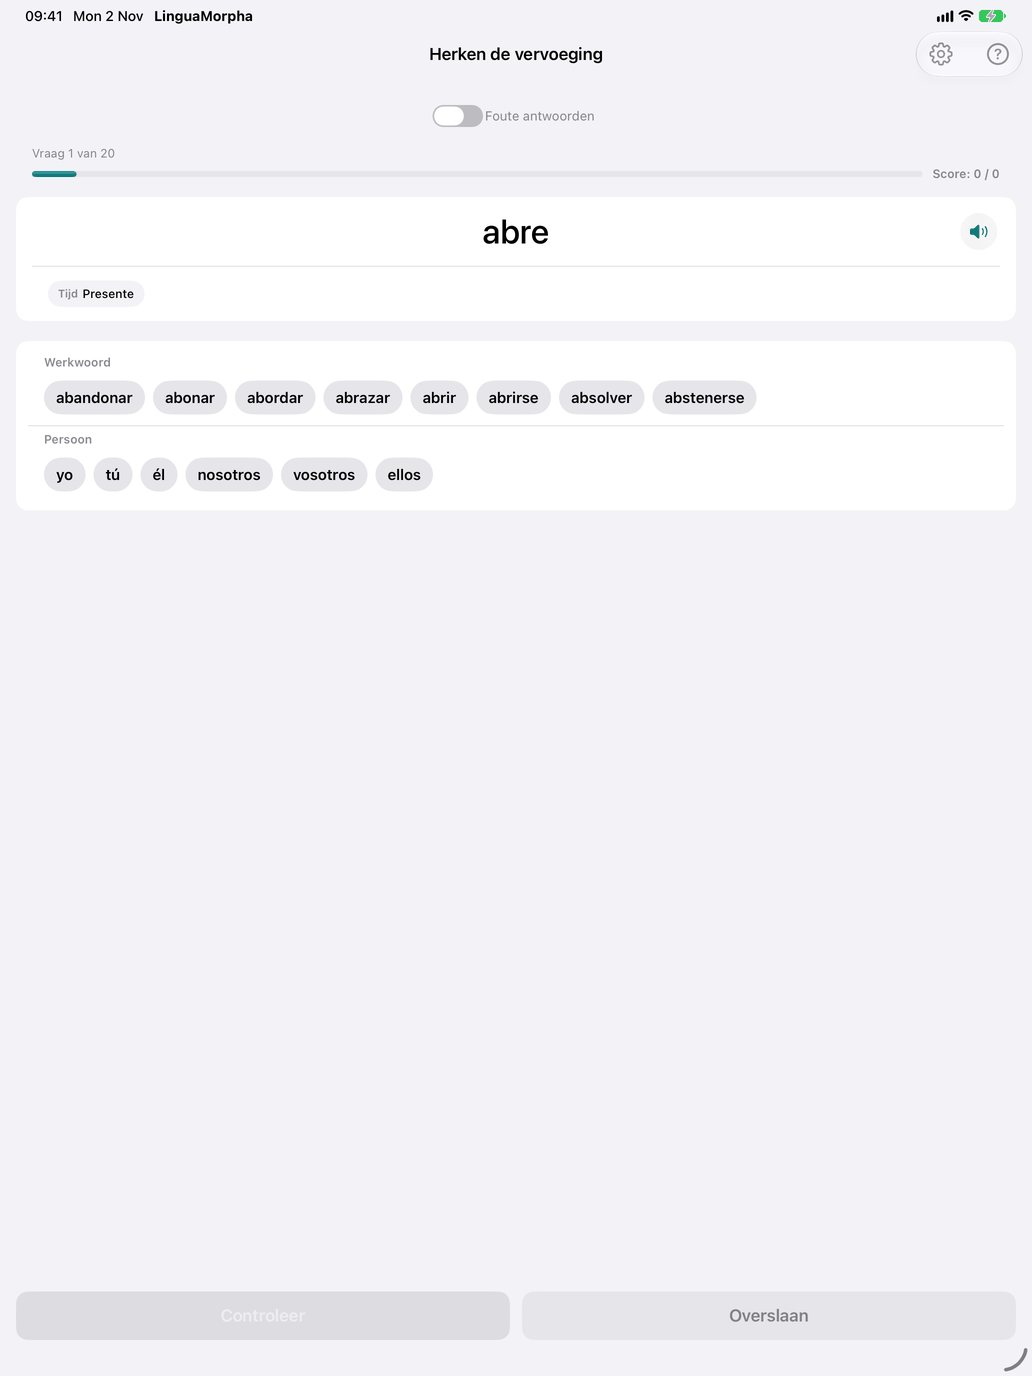 09:41 Mon 2 Nov LinguaMorpha
Herken de vervoeging
?
Foute antwoorden
Vraag 1 van 20
Score: 0 / 0
abre
Tijd Presente
Werkwoord
abandonar abonar abordar abrazar abrir abrirse absolver abstenerse
Persoon
yo tú él nosotros vosotros ellos
Controleer Overslaan